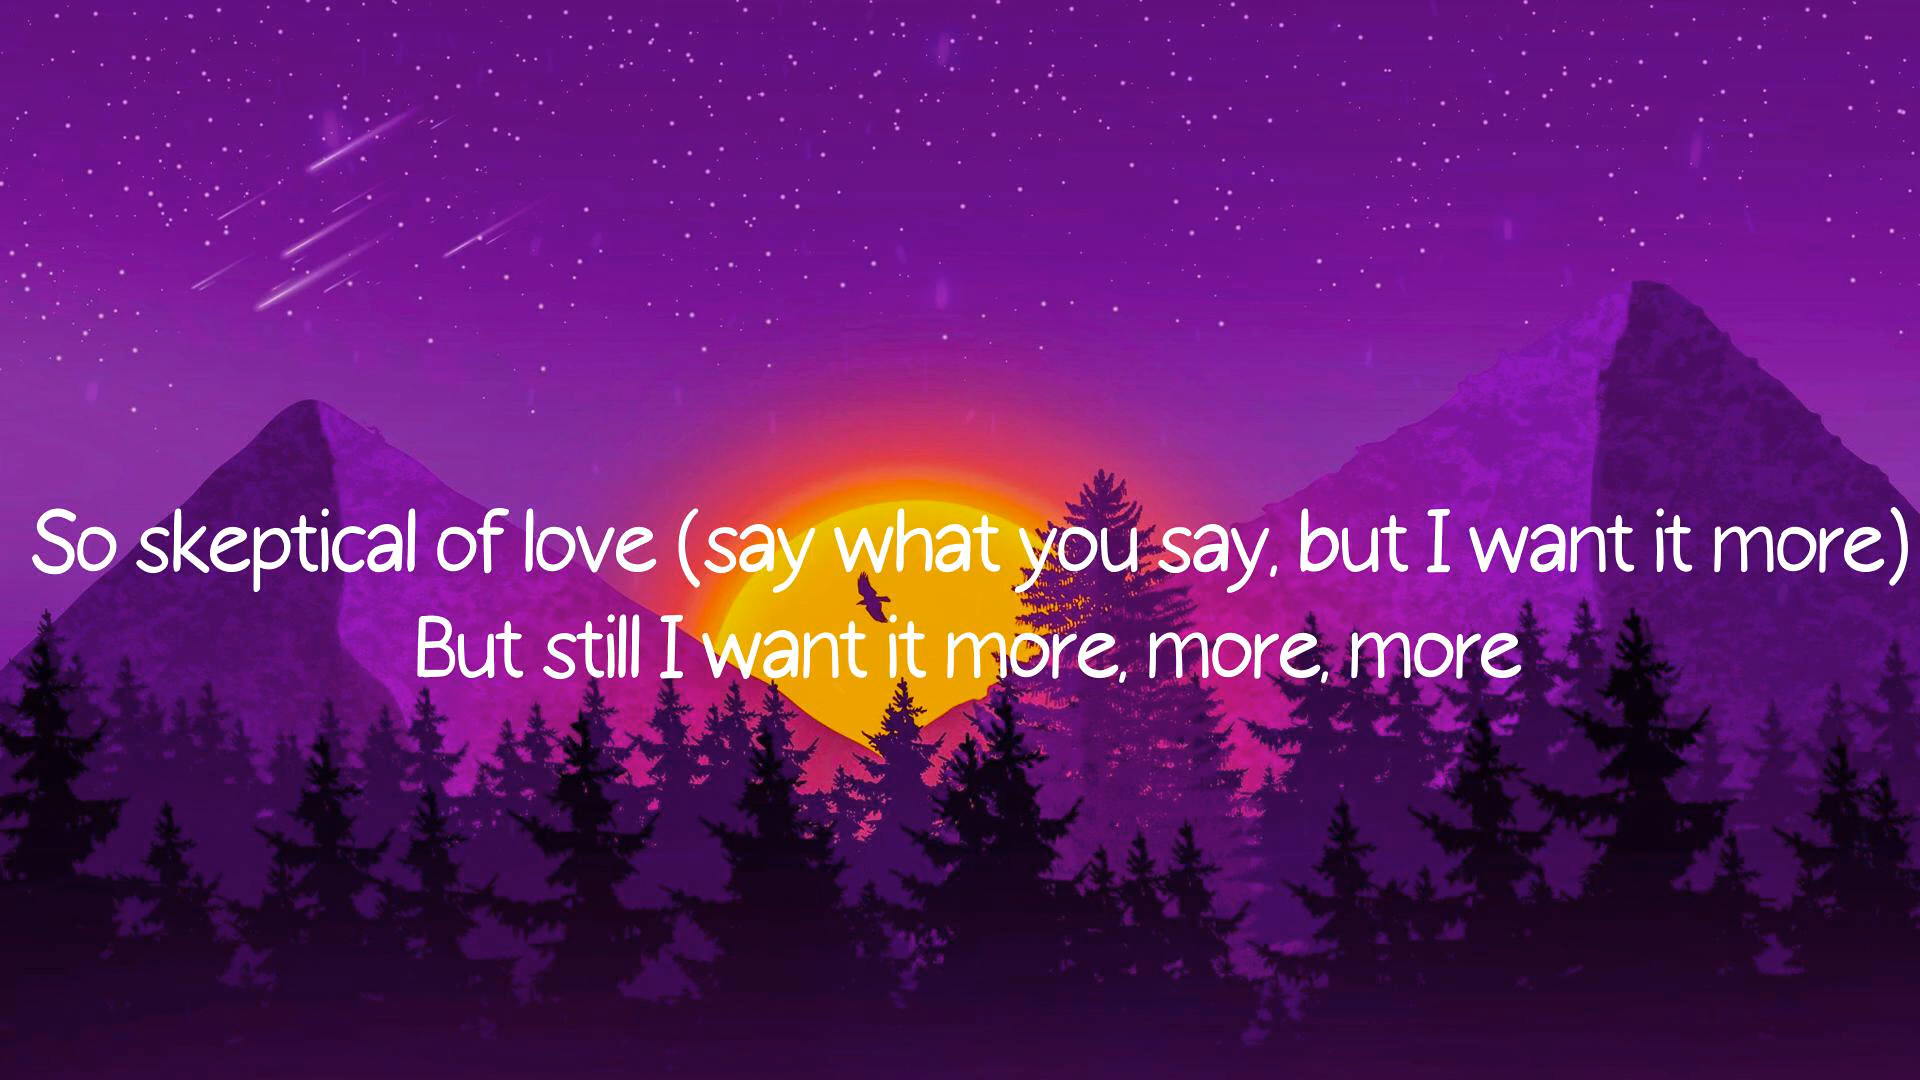 So skeptical of love (say what you say, but I want it more)
But still I want it more, more, more